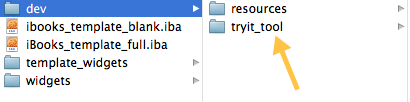 dev
ibooks_template_blank.iba
iBooks_template_full.iba
template_widgets
widgets
resources
tryit_tool